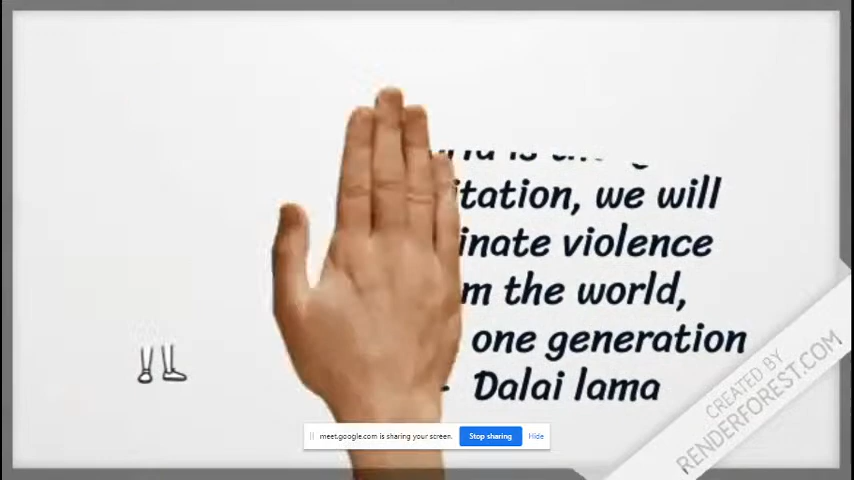 itation, we will
inate violence
m the world,
one generation
- Dalai lama
CREATED BY
RENDERFOREST.COM
meet.google.com is sharing your screen.
Stop sharing
Hide